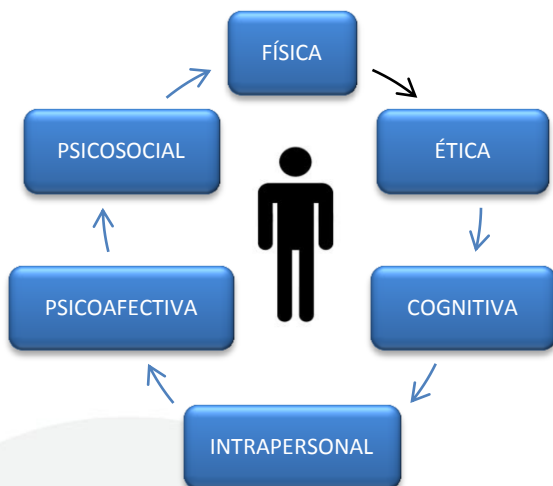 FÍSICA
ÉTICA
COGNITIVA
INTRAPERSONAL
PSICOAFECTIVA
PSICOSOCIAL